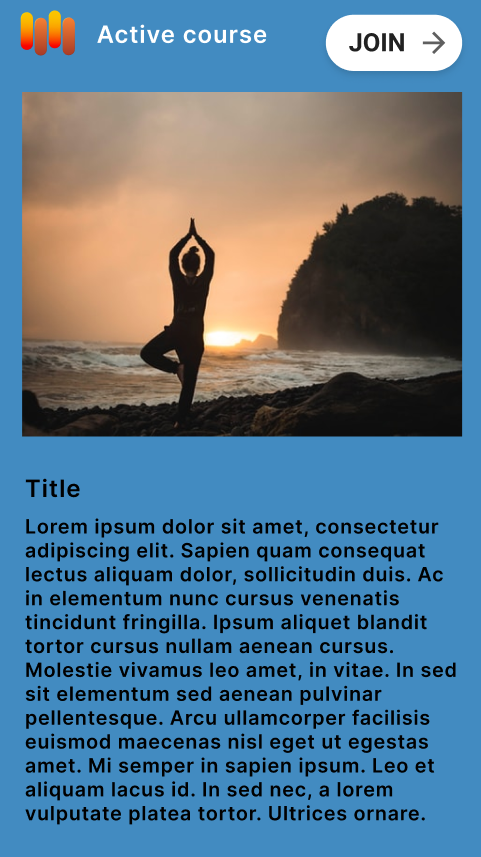 Active course
JOIN
Title
Lorem ipsum dolor sit amet, consectetur
adipiscing elit. Sapien quam consequat
lectus aliquam dolor, sollicitudin duis. Ac
in elementum nunc cursus venenatis
tincidunt fringilla. Ipsum aliquet blandit
tortor cursus nullam aenean cursus.
Molestie vivamus leo amet, in vitae. In sed
sit elementum sed aenean pulvinar
pellentesque. Arcu ullamcorper facilisis
euismod maecenas nisl eget ut egestas
amet. Mi semper in sapien ipsum. Leo et
aliquam lacus id. In sed nec, a lorem
vulputate platea tortor. Ultrices ornare.